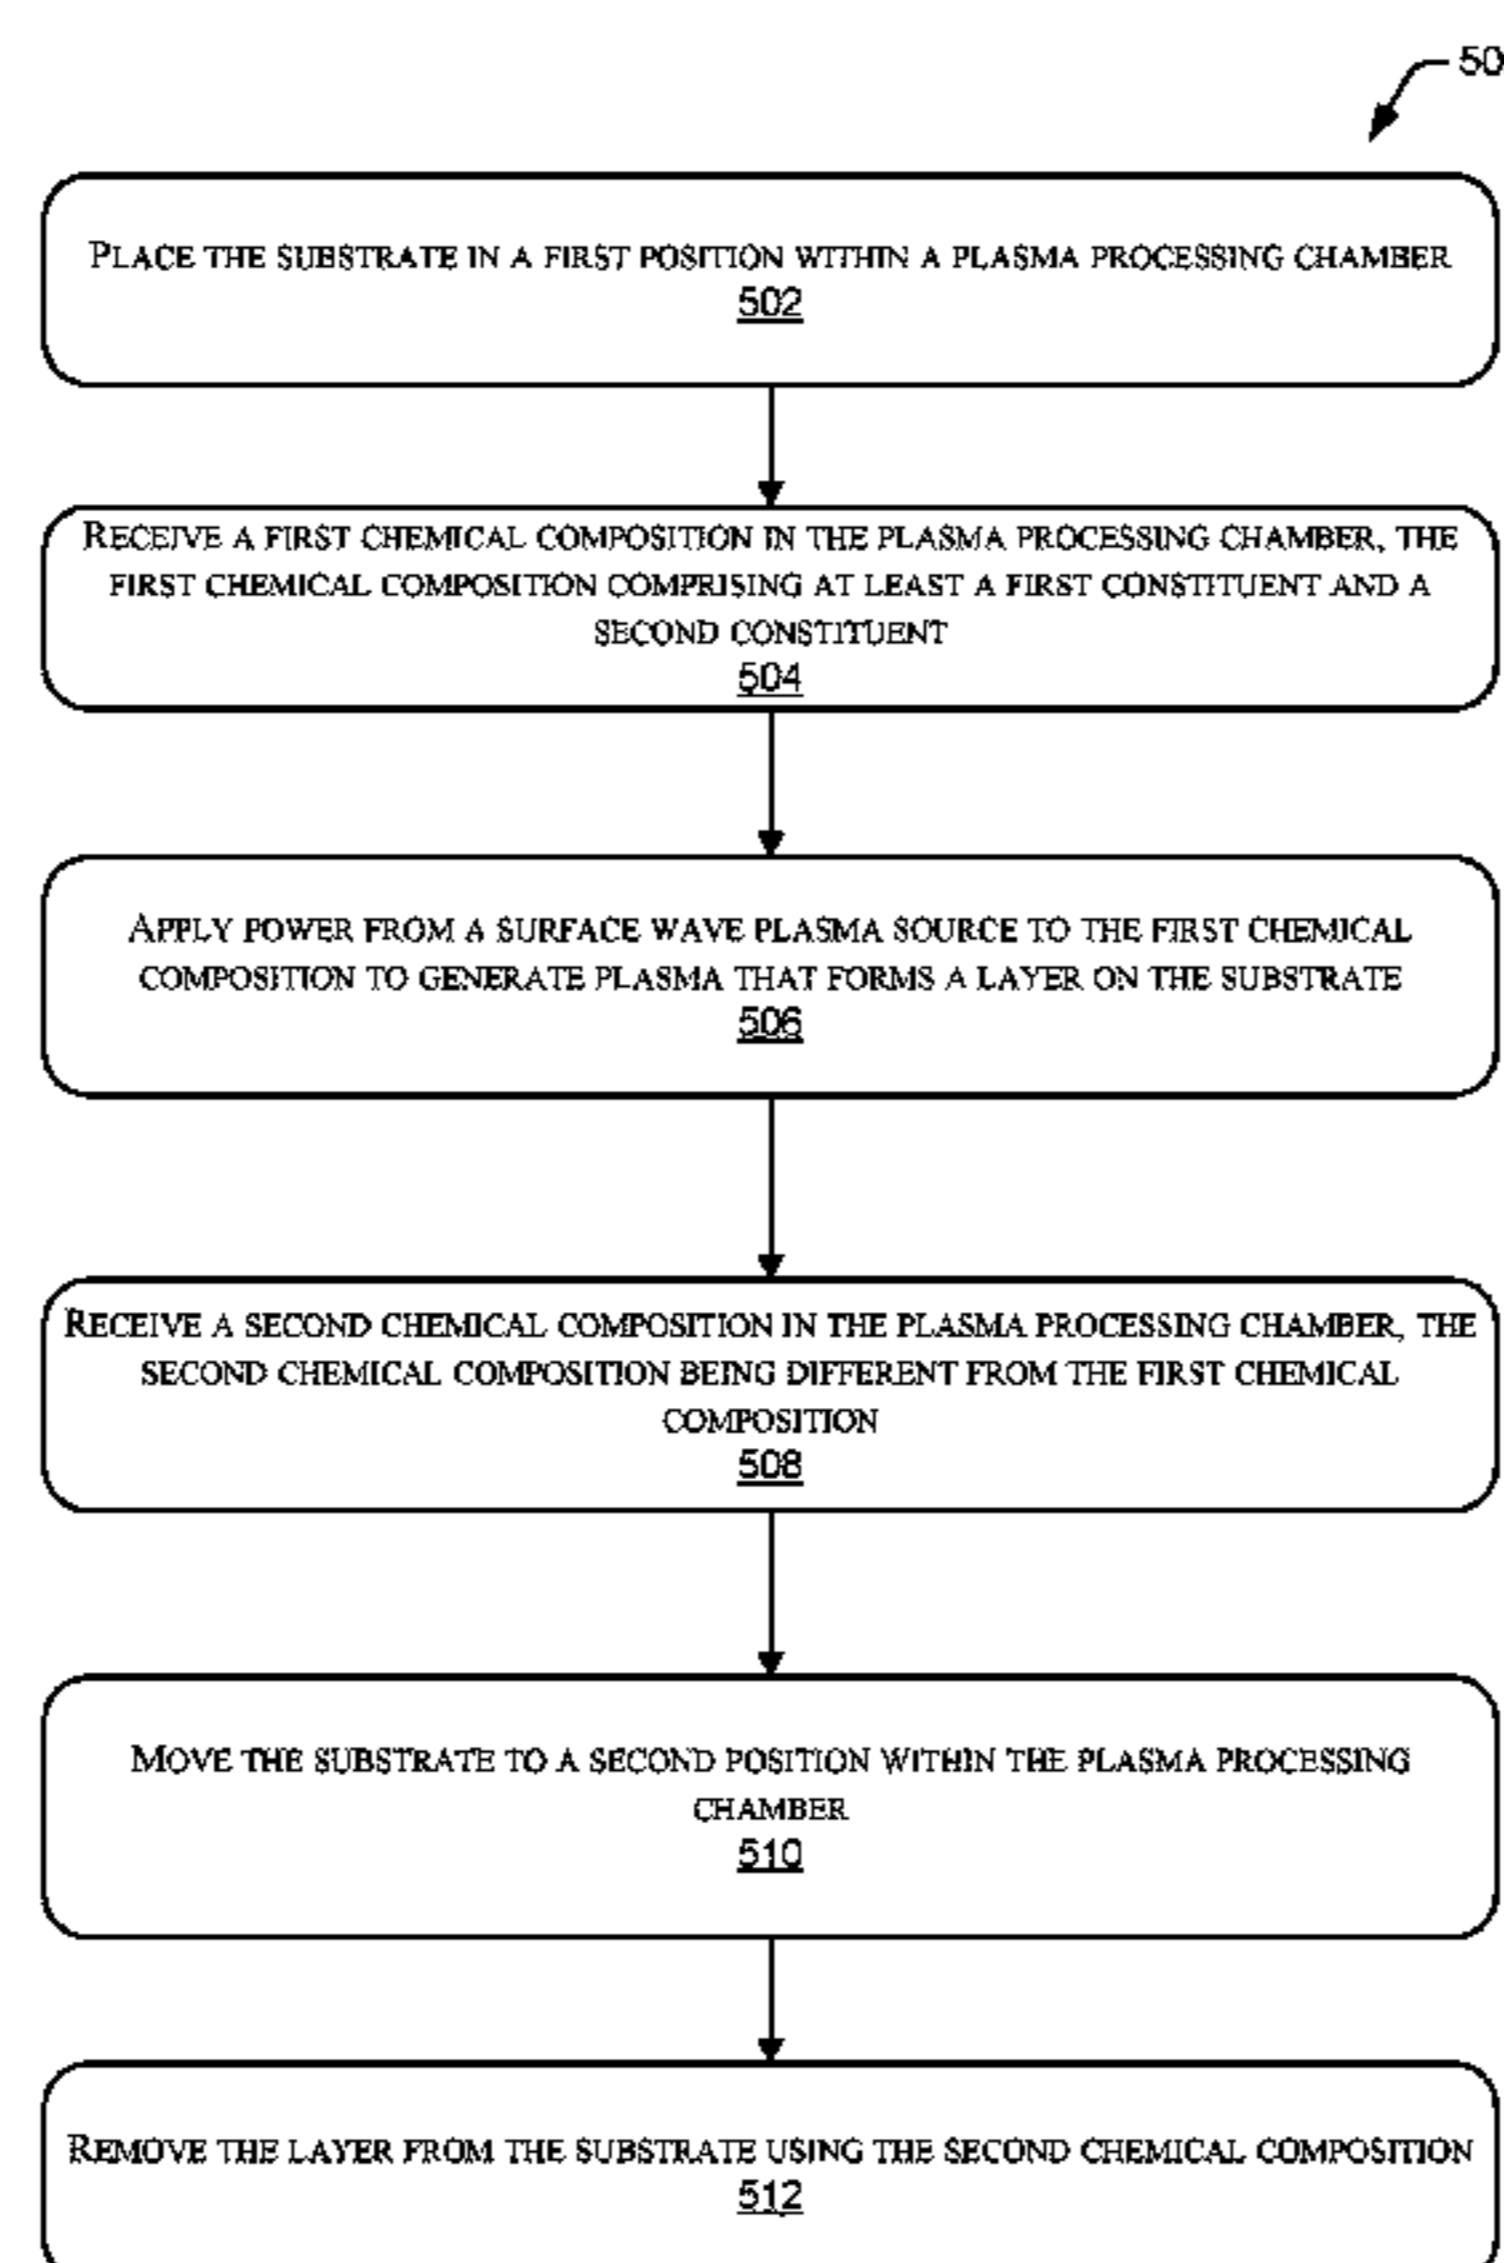 50
PLACE THE SUBSTRATE IN A FIRST POSITION WITHIN A PLASMA PROCESSING CHAMBER
502
RECEIVE A FIRST CHEMICAL COMPOSITION IN THE PLASMA PROCESSING CHAMBER, THE
FIRST CHEMICAL COMPOSITION COMPRISING AT LEAST A FIRST CONSTITUENT AND A
SECOND CONSTITUENT
504
APPLY POWER FROM A SURFACE WAVE PLASMA SOURCE TO THE FIRST CHEMICAL
COMPOSITION TO GENERATE PLASMA THAT FORMS A LAYER ON THE SUBSTRATE
506
RECEIVE A SECOND CHEMICAL COMPOSITION IN THE PLASMA PROCESSING CHAMBER, THE
SECOND CHEMICAL COMPOSITION BEING DIFFERENT FROM THE FIRST CHEMICAL
COMPOSITION
508
MOVE THE SUBSTRATE TO A SECOND POSITION WITHIN THE PLASMA PROCESSING
CHAMBER
510
REMOVE THE LAYER FROM THE SUBSTRATE USING THE SECOND CHEMICAL COMPOSITION
512